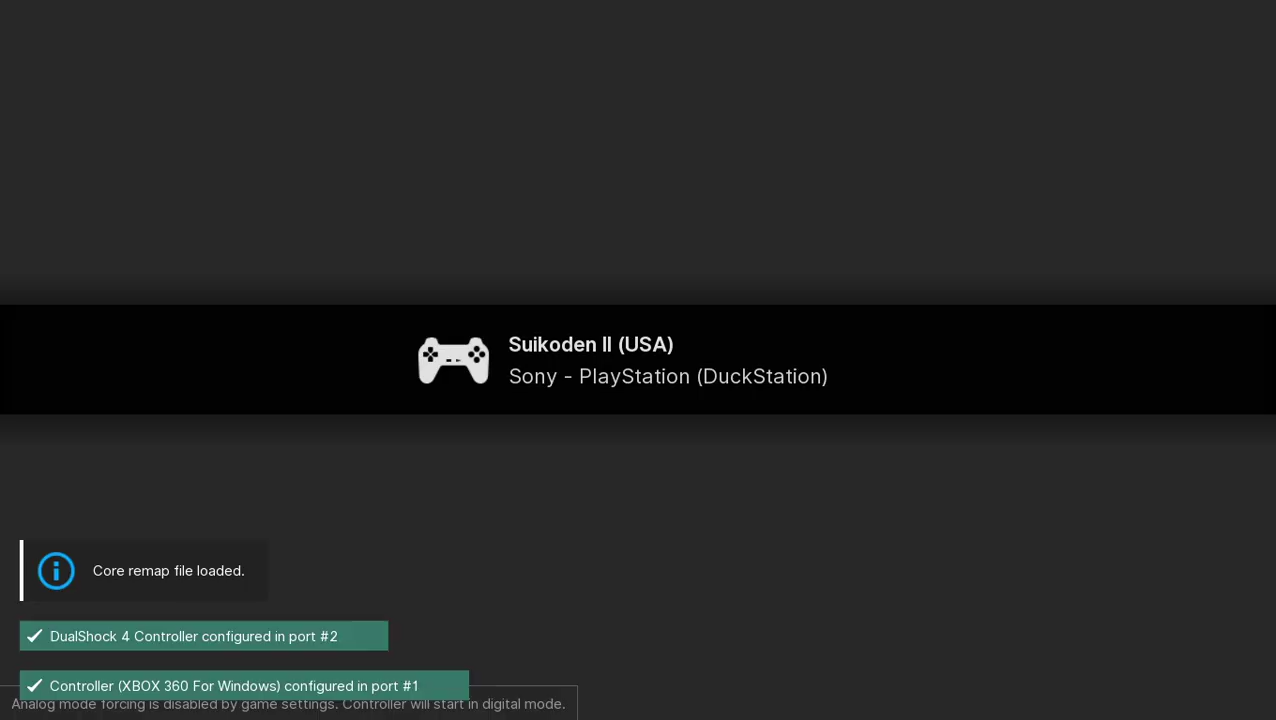 Suikoden II (USA)
Sony - PlayStation (DuckStation)
Core remap file loaded.
DualShock 4 Controller configured in port #2
Controller (XBOX 360 For Windows) configured in port #1
Analog mode forcing is disabled by game settings. Controller will start in digital mode.